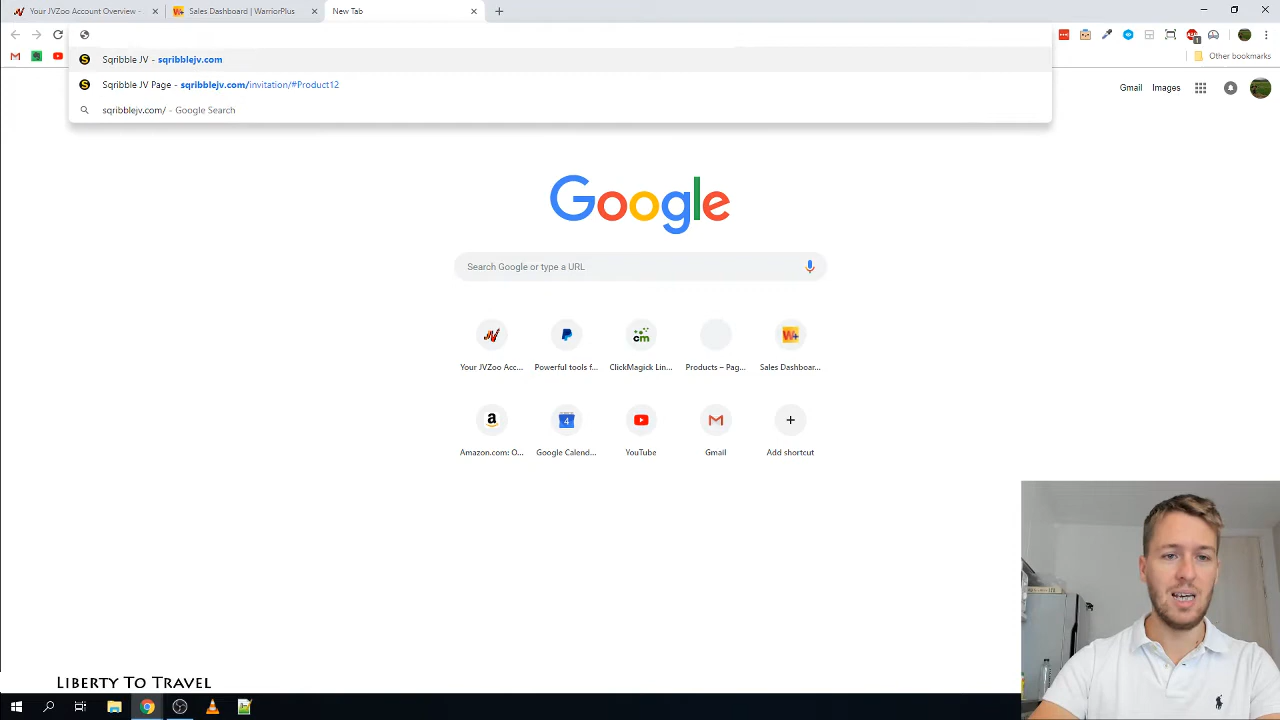 Your JVZoo Account Overview -
Sales Dashboard | WarriorPlus
New Tab
Sqribble JV - sqribblejv.com
Sqribble JV Page - sqribblejv.com/invitation/#Product12
sqribblejv.com/ - Google Search
Other bookmarks
Gmail Images
Google
Search Google or type a URL
Your JVZoo Acc...
Powerful tools f...
ClickMagick Lin...
Products – Pag...
Sales Dashboar...
Amazon.com: O...
Google Calend...
YouTube
Gmail
Add shortcut
LIBERTY TO TRAVEL